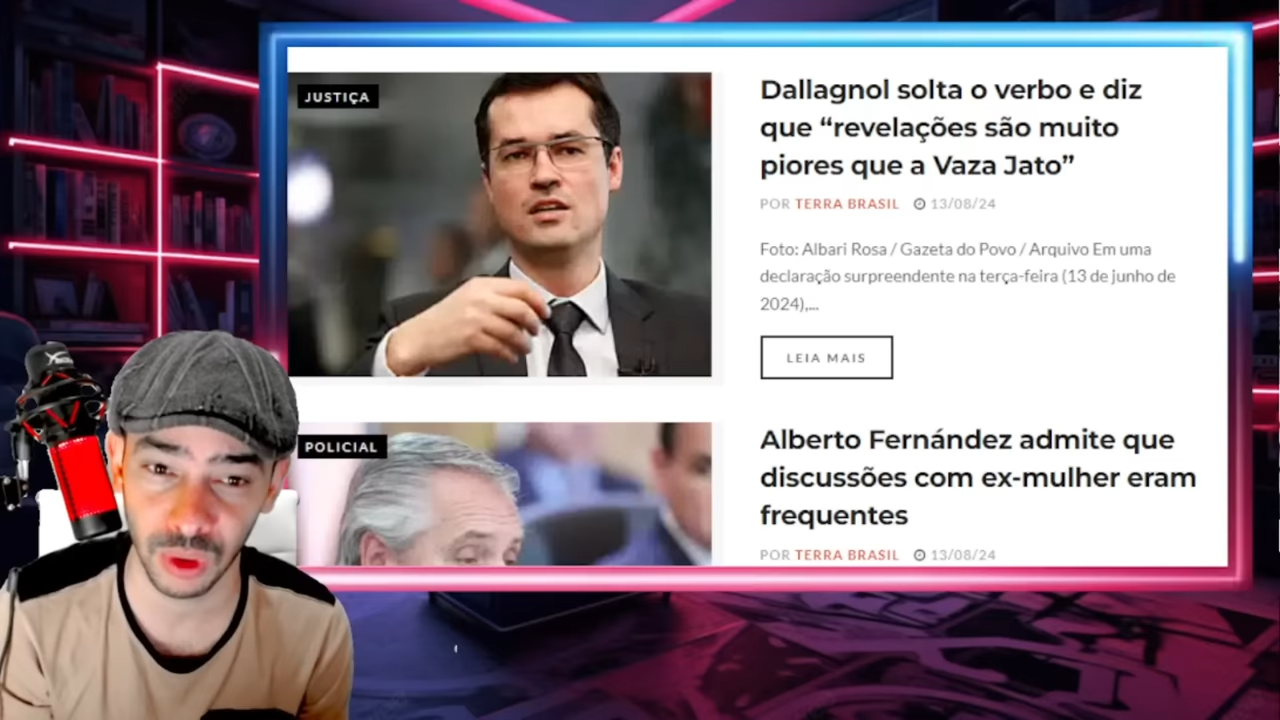 JUSTIÇA
Dallagnol solta o verbo e diz
que “revelações são muito
piores que a Vaza Jato”
POR TERRA BRASIL 13/08/24
Foto: Albari Rosa / Gazeta do Povo / Arquivo Em uma
declaração surpreendente na terça-feira (13 de junho de
2024),...
LEIA MAIS
POLICIAL
Alberto Fernández admite que
discussões com ex-mulher eram
frequentes
POR TERRA BRASIL 13/08/24